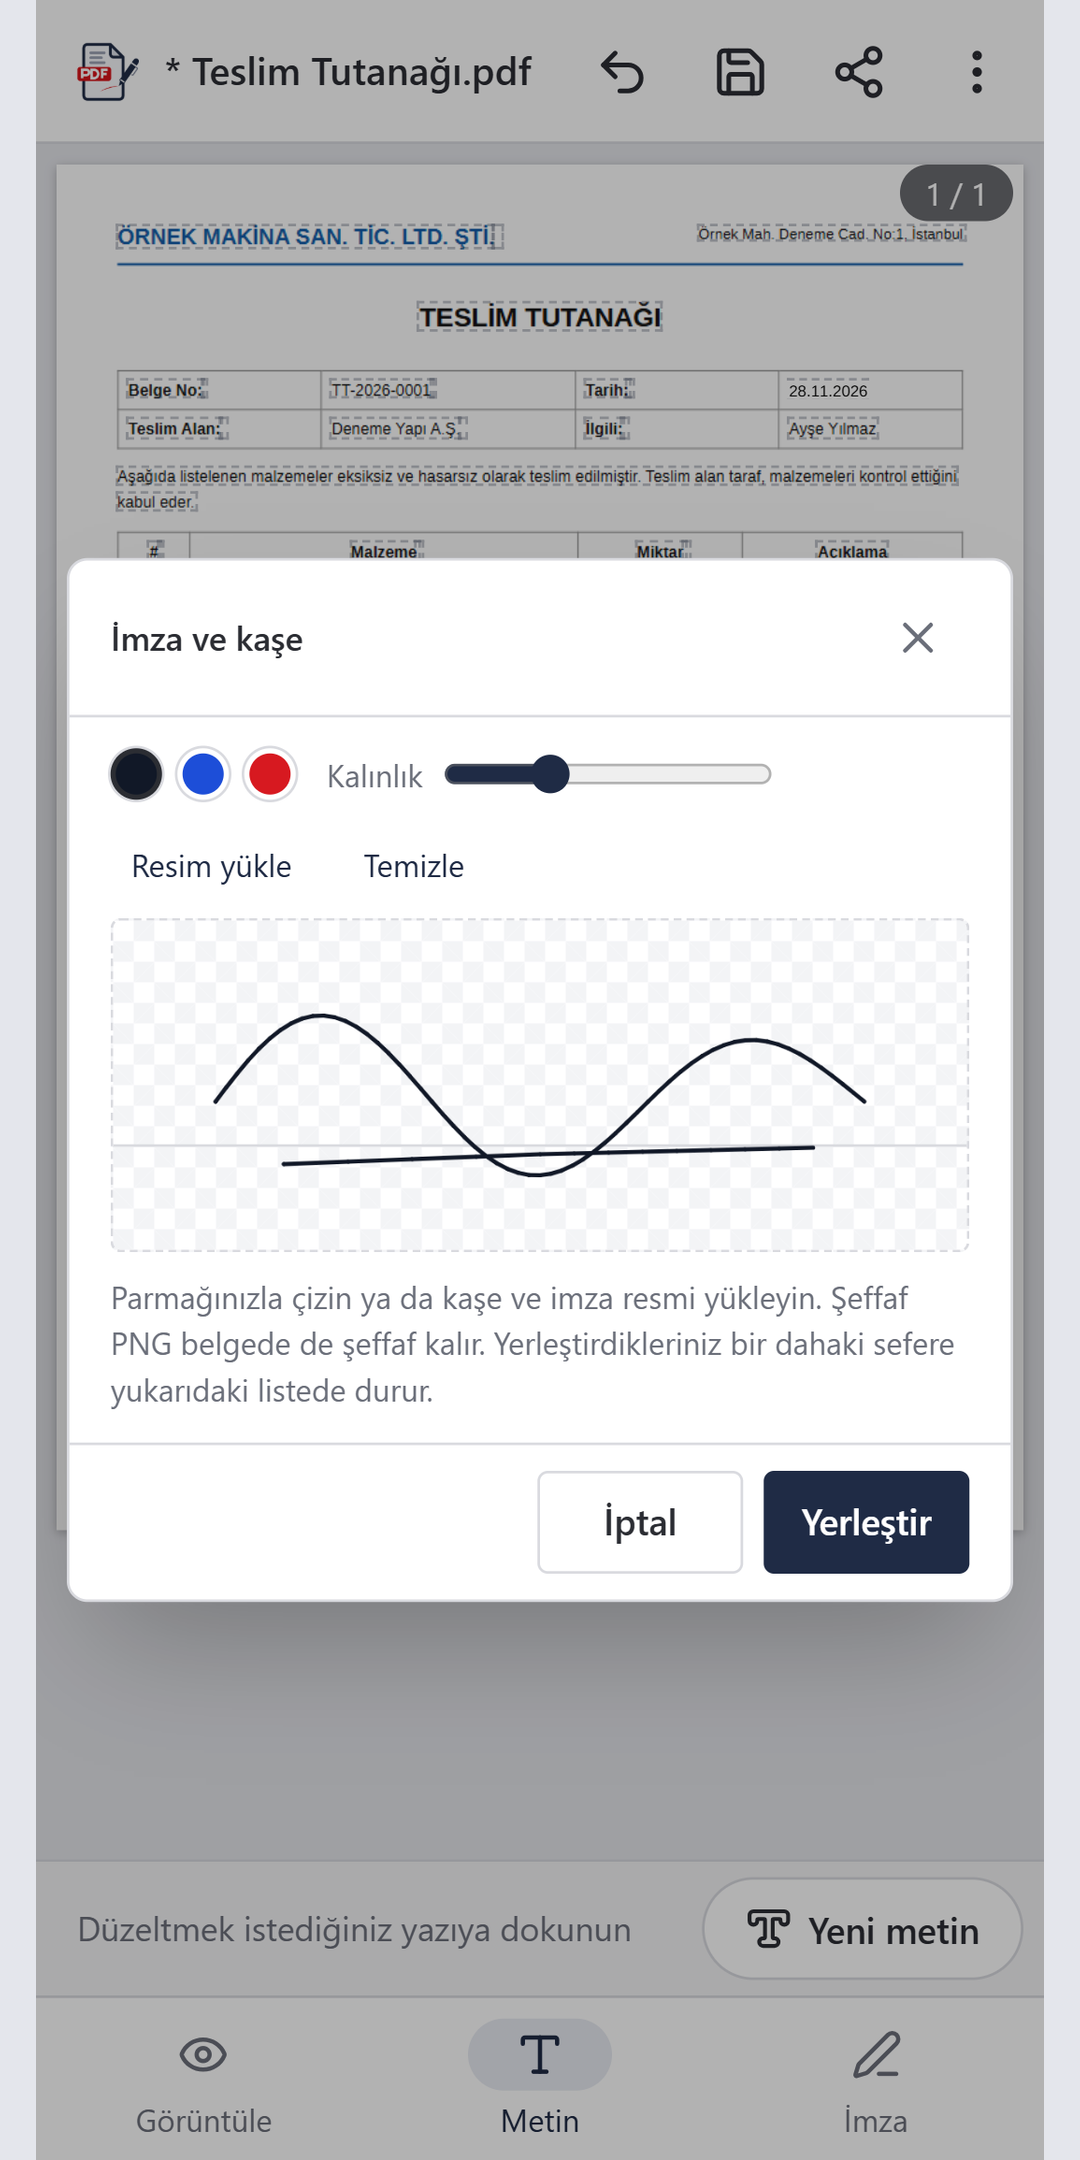 PDF
* Teslim Tutanağı.pdf
1 / 1
ÖRNEK MAKİNA SAN. TİC. LTD. ŞTİ.
Örnek Mah. Deneme Cad. No:1, İstanbul
TESLİM TUTANAĞI
Belge No: TT-2026-0001 Tarih: 28.11.2026
Teslim Alan: Deneme Yapı A.Ş. İlgili: Ayşe Yılmaz
Aşağıda listelenen malzemeler eksiksiz ve hasarsız olarak teslim edilmiştir. Teslim alan taraf, malzemeleri kontrol ettiğini
kabul eder.
# Malzeme Miktar Açıklama
İmza ve kaşe
Kalınlık
Resim yükle Temizle
Parmağınızla çizin ya da kaşe ve imza resmi yükleyin. Şeffaf
PNG belgede de şeffaf kalır. Yerleştirdikleriniz bir dahaki sefere
yukarıdaki listede durur.
İptal Yerleştir
Düzeltmek istediğiniz yazıya dokunun
Yeni metin
Görüntüle Metin İmza